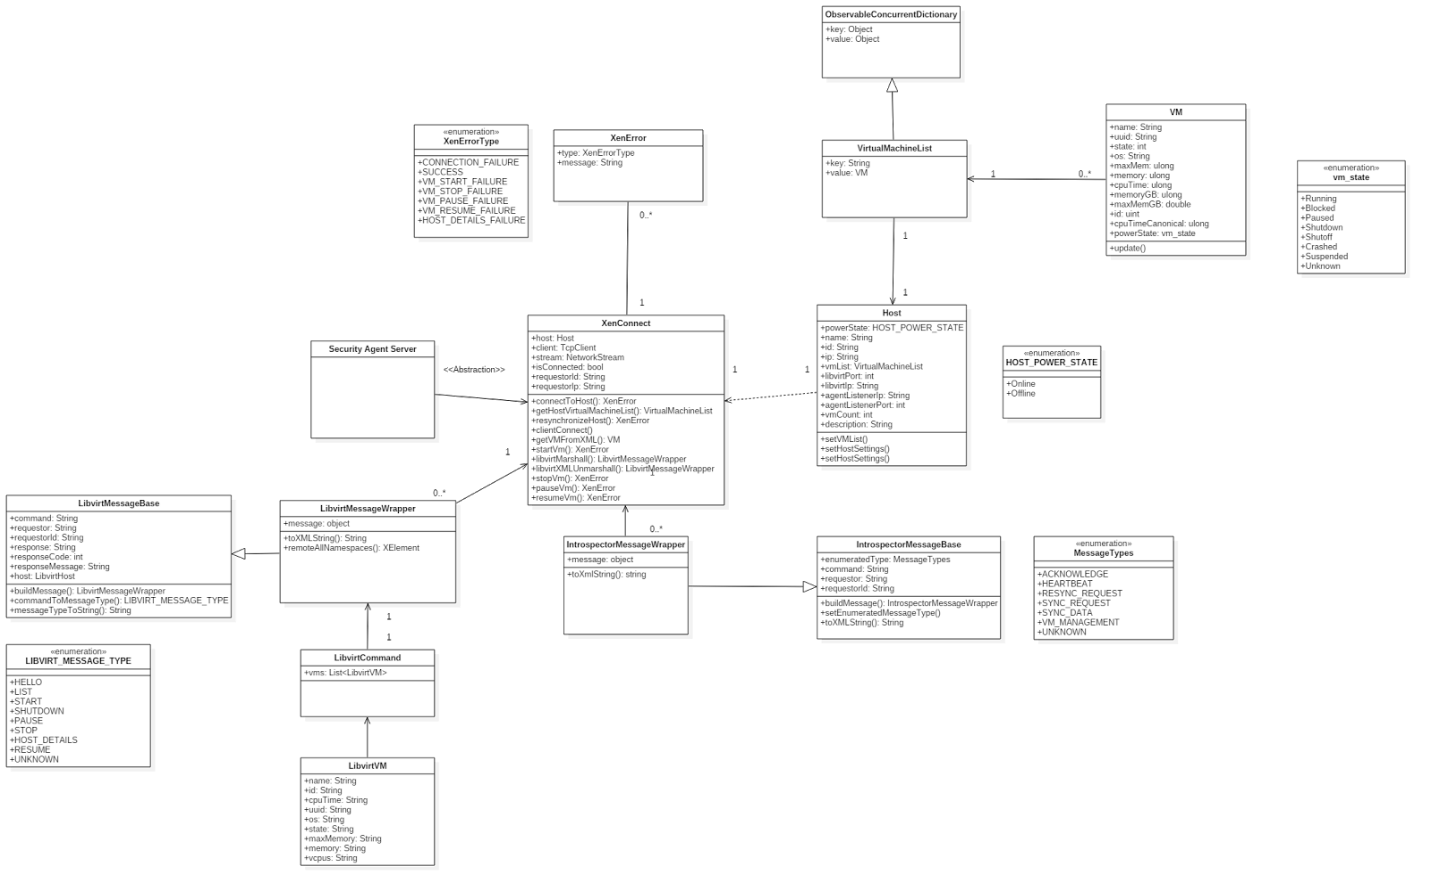 ObservableConcurrentDictionary
+key: Object
+value: Object
«enumeration»
XenErrorType
+CONNECTION_FAILURE
+SUCCESS
+VM_START_FAILURE
+VM_STOP_FAILURE
+VM_PAUSE_FAILURE
+VM_RESUME_FAILURE
+HOST_DETAILS_FAILURE
XenError
+type: XenErrorType
+message: String
0..*
1
VirtualMachineList
+key: String
+value: VM
1
0..*
VM
+name: String
+uuid: String
+state: int
+os: String
+maxMem: ulong
+memory: ulong
+cpuTime: ulong
+memoryGB: ulong
+maxMemGB: double
+id: uint
+cpuTimeCanonical: ulong
+powerState: vm_state
+update()
«enumeration»
vm_state
+Running
+Blocked
+Paused
+Shutdown
+Shutoff
+Crashed
+Suspended
+Unknown
1
1
Security Agent Server
<<Abstraction>>
XenConnect
+host: Host
+client: TcpClient
+stream: NetworkStream
+isConnected: bool
+requestorId: String
+requestorIp: String
+connectToHost(): XenError
+getHostVirtualMachineList(): VirtualMachineList
+resynchronizeHost(): XenError
+clientConnect()
+getVMFromXML(): VM
+startVm(): XenError
+libvirtMarshall(): LibvirtMessageWrapper
+libvirtXMLUnmarshall(): LibvirtMessageWrapper
+stopVm(): XenError
+pauseVm(): XenError
+resumeVm(): XenError
1
1
1
Host
+powerState: HOST_POWER_STATE
+name: String
+id: String
+ip: String
+vmList: VirtualMachineList
+libvirtPort: int
+libvirtIp: String
+agentListenerIp: String
+agentListenerPort: int
+vmCount: int
+description: String
+setVMList()
+setHostSettings()
+setHostSettings()
«enumeration»
HOST_POWER_STATE
+Online
+Offline
1
0..*
LibvirtMessageBase
+command: String
+requestor: String
+requestorId: String
+response: String
+responseCode: int
+responseMessage: String
+host: LibvirtHost
+buildMessage(): LibvirtMessageWrapper
+commandToMessageType(): LIBVIRT_MESSAGE_TYPE
+messageTypeToString(): String
LibvirtMessageWrapper
+message: object
+toXMLString(): String
+remoteAllNamespaces(): XElement
0..*
IntrospectorMessageWrapper
+message: object
+toXmlString(): string
IntrospectorMessageBase
+enumeratedType: MessageTypes
+command: String
+requestor: String
+requestorId: String
+buildMessage(): IntrospectorMessageWrapper
+setEnumeratedMessageType()
+toXMLString(): String
«enumeration»
MessageTypes
+ACKNOWLEDGE
+HEARTBEAT
+RESYNC_REQUEST
+SYNC_REQUEST
+SYNC_DATA
+VM_MANAGEMENT
+UNKNOWN
1
1
«enumeration»
LIBVIRT_MESSAGE_TYPE
+HELLO
+LIST
+START
+SHUTDOWN
+PAUSE
+STOP
+HOST_DETAILS
+RESUME
+UNKNOWN
LibvirtCommand
+vms: List<LibvirtVM>
LibvirtVM
+name: String
+id: String
+cpuTime: String
+uuid: String
+os: String
+state: String
+maxMemory: String
+memory: String
+vcpus: String